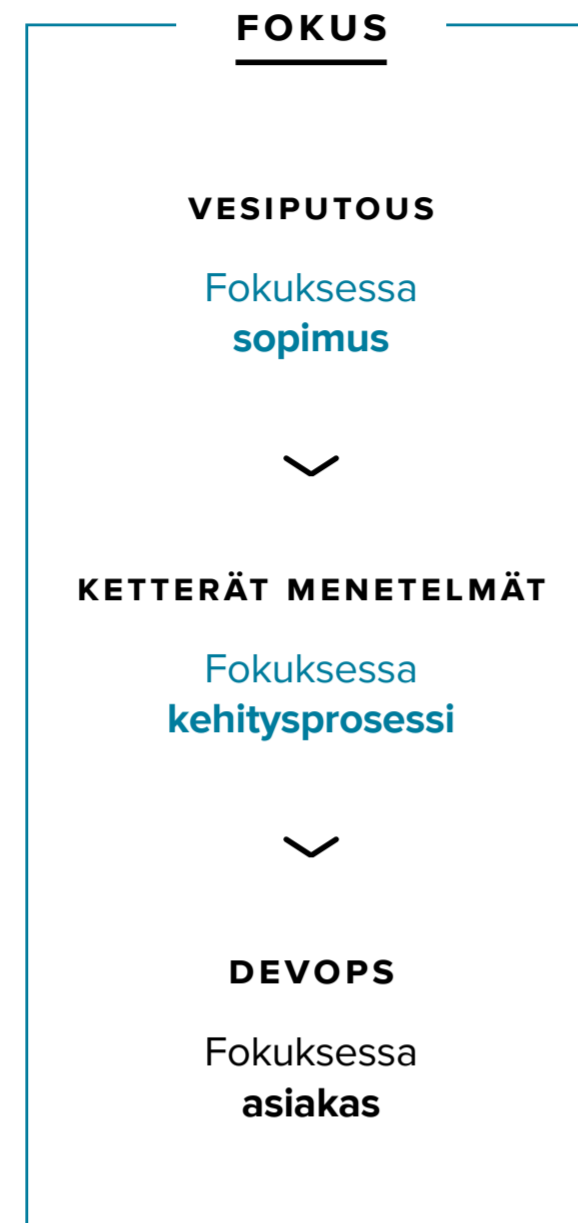 FOKUS
VESIPUTOUS
Fokuksessa
sopimus
KETTERÄT MENETELMÄT
Fokuksessa
kehitysprosessi
DEVOPS
Fokuksessa
asiakas